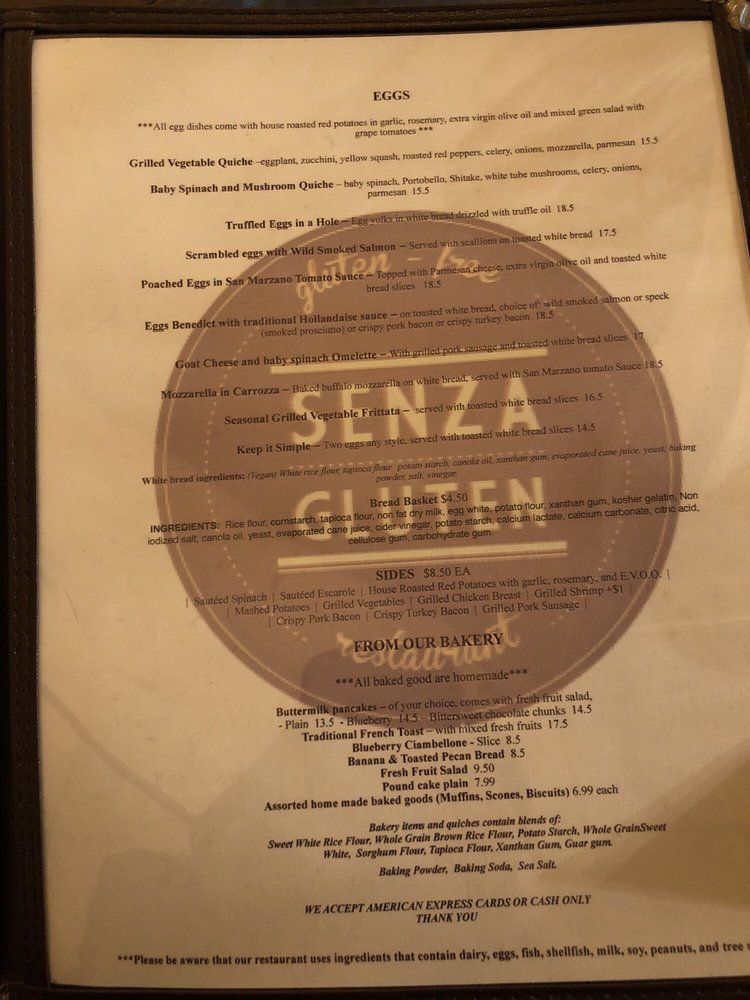 EGGS
***All egg dishes come with house roasted red potatoes in garlic, rosemary, extra virgin olive oil and mixed green salad with
grape tomatoes ***
Grilled Vegetable Quiche –eggplant, zucchini, yellow squash, roasted red peppers, celery, onions, mozzarella, parmesan 15.5
Baby Spinach and Mushroom Quiche – baby spinach, Portobello, Shitake, white tube mushrooms, celery, onions,
parmesan 15.5
Truffled Eggs in a Hole – Egg yolks in white bread drizzled with truffle oil 18.5
Scrambled eggs with Wild Smoked Salmon – Served with scallions on toasted white bread 17.5
Poached Eggs in San Marzano Tomato Sauce – Topped with Parmesan cheese, extra virgin olive oil and toasted white
bread slices 18.5
Eggs Benedict with traditional Hollandaise sauce – on toasted white bread, choice of: wild smoked salmon or speck
(smoked prosciutto) or crispy pork bacon or crispy turkey bacon 18.5
Goat Cheese and baby spinach Omelette – With grilled pork sausage and toasted white bread slices 17
Mozzarella in Carrozza – Baked buffalo mozzarella on white bread, served with San Marzano tomato Sauce 18.5
Seasonal Grilled Vegetable Frittata – served with toasted white bread slices 16.5
Keep it Simple – Two eggs any style, served with toasted white bread slices 14.5
White bread ingredients: (Vegan) White rice flour, tapioca flour, potato starch, canola oil, xanthan gum, evaporated cane juice, yeast, baking
powder, salt, vinegar.
Bread Basket $4.50
INGREDIENTS: Rice flour, cornstarch, tapioca flour, non fat dry milk, egg white, potato flour, xanthan gum, kosher gelatin, Non
iodized salt, canola oil, yeast, evaporated cane juice, cider vinegar, potato starch, calcium lactate, calcium carbonate, citric acid,
cellulose gum, carbohydrate gum.
SIDES $8.50 EA
| Sautéed Spinach | Sautéed Escarole | House Roasted Red Potatoes with garlic, rosemary, and E.V.O.O. |
| Mashed Potatoes | Grilled Vegetables | Grilled Chicken Breast | Grilled Shrimp +$1 |
| Crispy Pork Bacon | Crispy Turkey Bacon | Grilled Pork Sausage |
FROM OUR BAKERY
***All baked good are homemade***
Buttermilk pancakes – of your choice, comes with fresh fruit salad,
- Plain 13.5 - Blueberry 14.5 - Bittersweet chocolate chunks 14.5
Traditional French Toast – with mixed fresh fruits 17.5
Blueberry Ciambellone - Slice 8.5
Banana & Toasted Pecan Bread 8.5
Fresh Fruit Salad 9.50
Pound cake plain 7.99
Assorted home made baked goods (Muffins, Scones, Biscuits) 6.99 each
Bakery items and quiches contain blends of:
Sweet White Rice Flour, Whole Grain Brown Rice Flour, Potato Starch, Whole GrainSweet
White, Sorghum Flour, Tapioca Flour, Xanthan Gum, Guar gum.
Baking Powder, Baking Soda, Sea Salt.
WE ACCEPT AMERICAN EXPRESS CARDS OR CASH ONLY
THANK YOU
***Please be aware that our restaurant uses ingredients that contain dairy, eggs, fish, shellfish, milk, soy, peanuts, and tree
gluten - free
SENZA
GLUTEN
restaurant